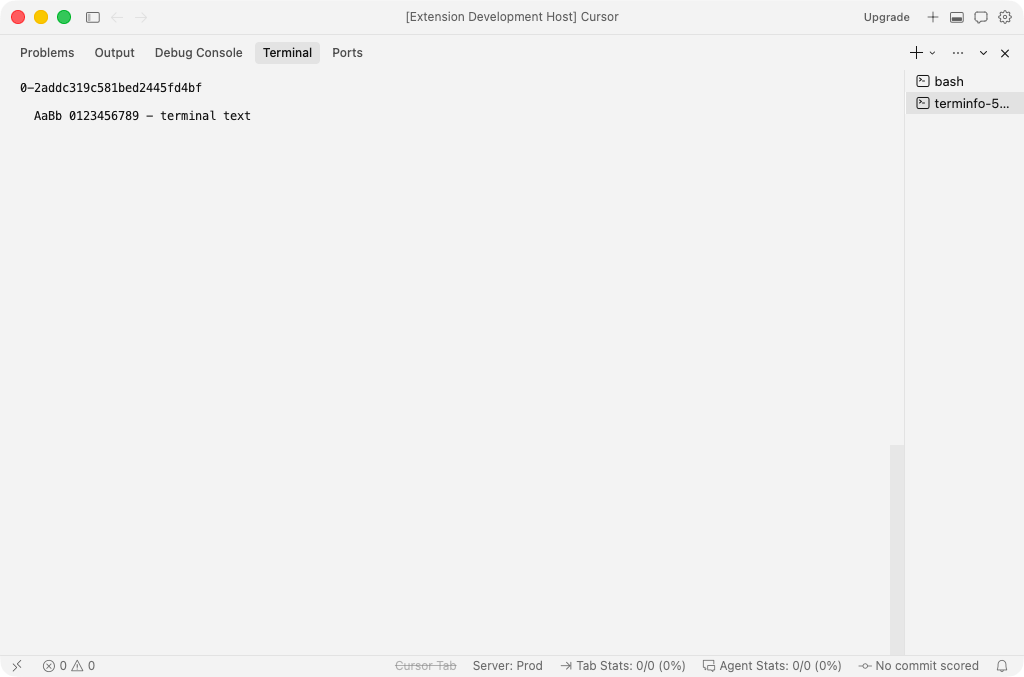 [Extension Development Host] Cursor
Upgrade
Problems Output Debug Console Terminal Ports
0-2addc319c581bed2445fd4bf
AaBb 0123456789 - terminal text
bash
terminfo-5...
0 0 Cursor Tab Server: Prod Tab Stats: 0/0 (0%) Agent Stats: 0/0 (0%) No commit scored